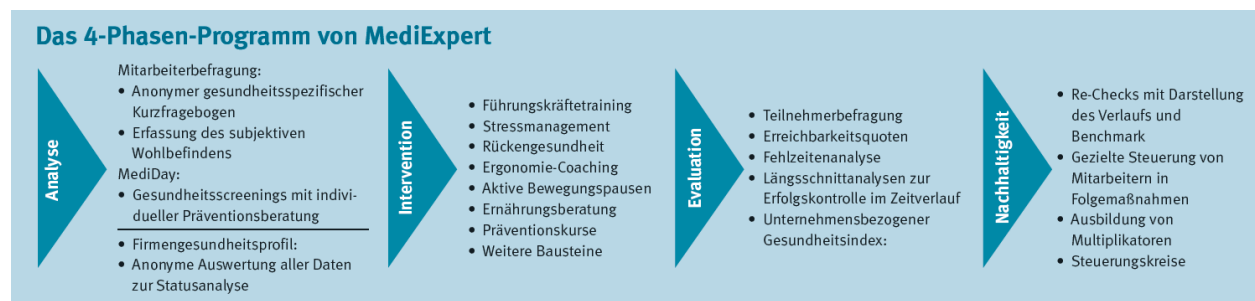 Das 4-Phasen-Programm von MediExpert
Analyse
Mitarbeiterbefragung:
• Anonymer gesundheitsspezifischer
Kurzfragebogen
• Erfassung des subjektiven
Wohlbefindens
MediDay:
• Gesundheitsscreenings mit indivi-
dueller Präventionsberatung
• Firmengesundheitsprofil:
• Anonyme Auswertung aller Daten
zur Statusanalyse
Intervention
• Führungskräftetraining
• Stressmanagement
• Rückengesundheit
• Ergonomie-Coaching
• Aktive Bewegungspausen
• Ernährungsberatung
• Präventionskurse
• Weitere Bausteine
Evaluation
• Teilnehmerbefragung
• Erreichbarkeitsquoten
• Fehlzeitenanalyse
• Längsschnittanalysen zur
Erfolgskontrolle im Zeitverlauf
• Unternehmensbezogener
Gesundheitsindex:
Nachhaltigkeit
• Re-Checks mit Darstellung
des Verlaufs und
Benchmark
• Gezielte Steuerung von
Mitarbeitern in
Folgemaßnahmen
• Ausbildung von
Multiplikatoren
• Steuerungskreise